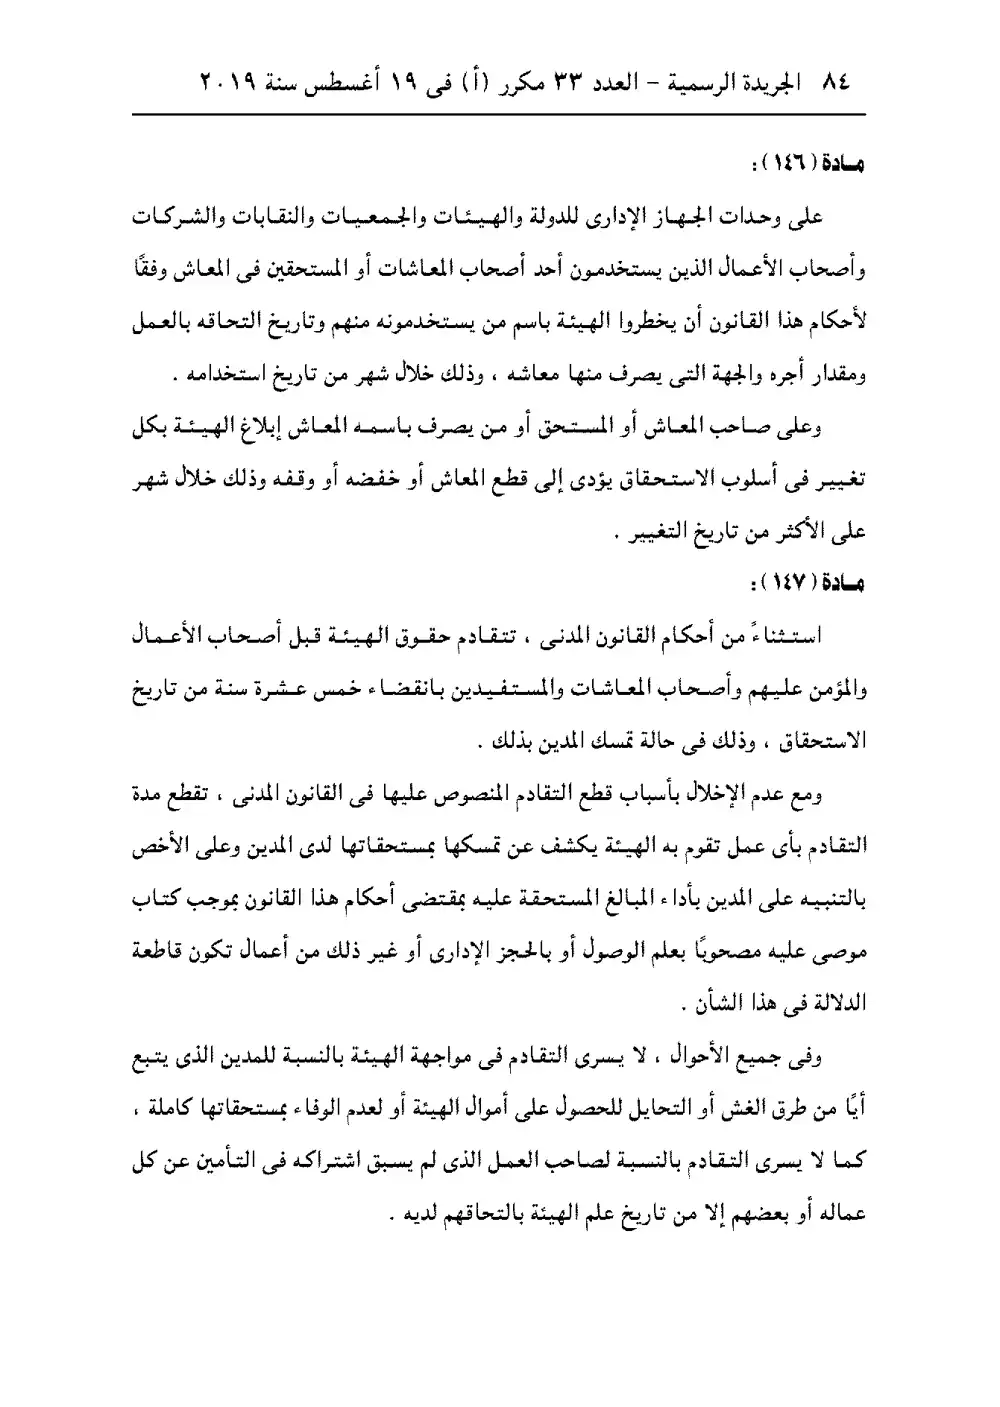 ٨٤ الجريدة الرسمية – العدد ٣٣ مكرر (أ) فى ١٩ أغسطس سنة ٢٠١٩
مـادة (١٤٦) :
على وحدات الجهاز الإدارى للدولة والهيئات والجمعيات والنقابات والشركات
وأصحاب الأعمال الذين يستخدمون أحد أصحاب المعاشات أو المستحقين فى المعاش وفقًا
لأحكام هذا القانون أن يخطروا الهيئة باسم من يستخدمونه منهم وتاريخ التحاقه بالعمل
ومقدار أجره والجهة التى يصرف منها معاشه ، وذلك خلال شهر من تاريخ استخدامه .
وعلى صاحب المعاش أو المستحق أو من يصرف باسمه المعاش إبلاغ الهيئة بكل
تغيير فى أسلوب الاستحقاق يؤدى إلى قطع المعاش أو خفضه أو وقفه وذلك خلال شهر
على الأكثر من تاريخ التغيير .
مـادة (١٤٧) :
استثناءً من أحكام القانون المدنى ، تتقادم حقوق الهيئة قبل أصحاب الأعمال
والمؤمن عليهم وأصحاب المعاشات والمستفيدين بانقضاء خمس عشرة سنة من تاريخ
الاستحقاق ، وذلك فى حالة تمسك المدين بذلك .
ومع عدم الإخلال بأسباب قطع التقادم المنصوص عليها فى القانون المدنى ، تقطع مدة
التقادم بأى عمل تقوم به الهيئة يكشف عن تمسكها بمستحقاتها لدى المدين وعلى الأخص
بالتنبيه على المدين بأداء المبالغ المستحقة عليه بمقتضى أحكام هذا القانون بموجب كتاب
موصى عليه مصحوبًا بعلم الوصول أو بالحجز الإدارى أو غير ذلك من أعمال تكون قاطعة
الدلالة فى هذا الشأن .
وفى جميع الأحوال ، لا يسرى التقادم فى مواجهة الهيئة بالنسبة للمدين الذى يتبع
أيًا من طرق الغش أو التحايل للحصول على أموال الهيئة أو لعدم الوفاء بمستحقاتها كاملة ،
كما لا يسرى التقادم بالنسبة لصاحب العمل الذى لم يسبق اشتراكه فى التأمين عن كل
عماله أو بعضهم إلا من تاريخ علم الهيئة بالتحاقهم لديه .